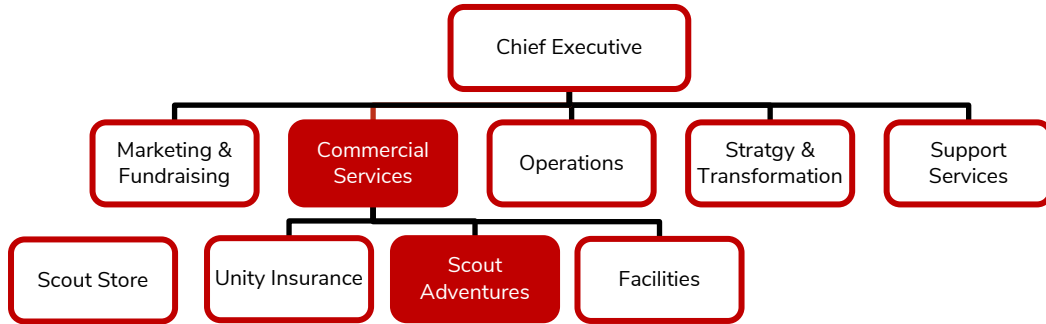 Chief Executive
Marketing &
Fundraising
Commercial
Services
Operations
Stratgy &
Transformation
Support
Services
Scout Store
Unity Insurance
Scout
Adventures
Facilities